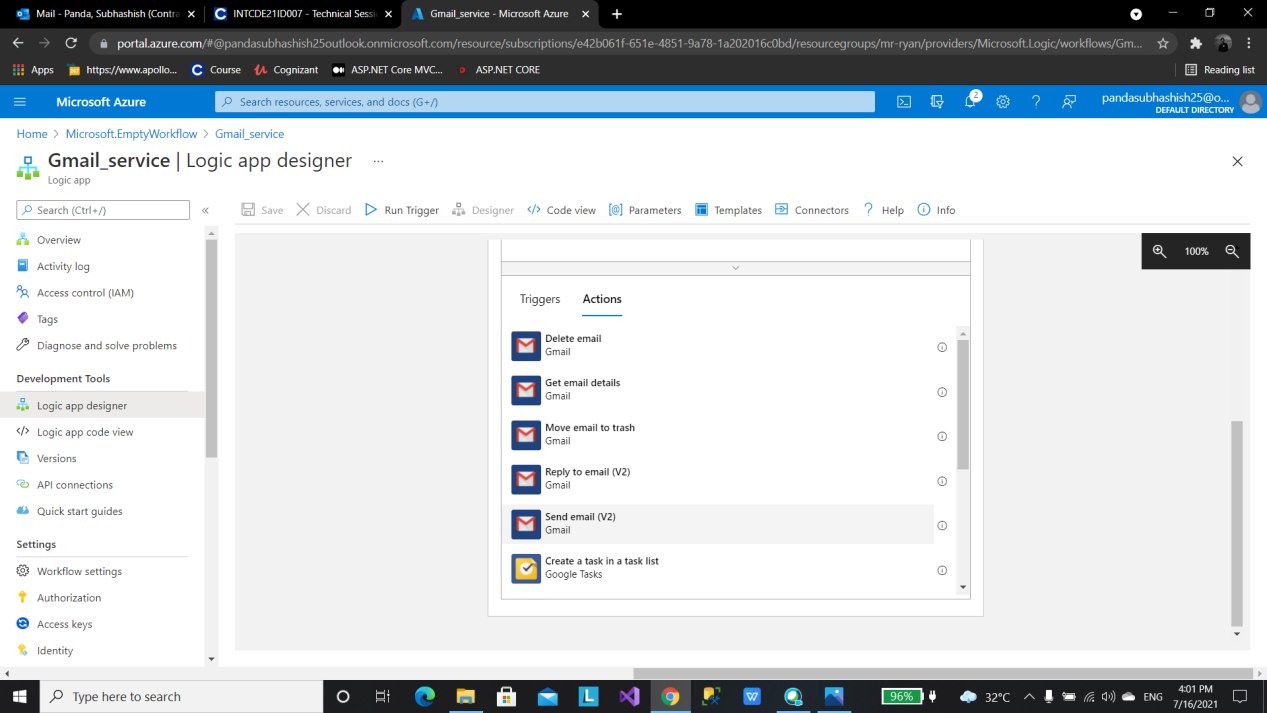 Mail - Panda, Subhashish (Contra
INTCDE21ID007 - Technical Sessi
Gmail_service - Microsoft Azure
portal.azure.com/#@pandasubhashish25outlook.onmicrosoft.com/resource/subscriptions/e42b061f-651e-4851-9a78-1a202016c0bd/resourcegroups/mr-ryan/providers/Microsoft.Logic/workflows/Gm...
Apps https://www.apollo... Course Cognizant ASP.NET Core MVC... ASP.NET CORE Reading list
Microsoft Azure
Search resources, services, and docs (G+/)
2
pandasubhashish25@o...
DEFAULT DIRECTORY
Home > Microsoft.EmptyWorkflow > Gmail_service
Gmail_service | Logic app designer ...
Logic app
Search (Ctrl+/) «
Save Discard Run Trigger Designer Code view Parameters Templates Connectors Help Info
Overview
Activity log
Access control (IAM)
Tags
Diagnose and solve problems
Development Tools
Logic app designer
Logic app code view
Versions
API connections
Quick start guides
Settings
Workflow settings
Authorization
Access keys
Identity
100%
Triggers Actions
Delete email
Gmail
Get email details
Gmail
Move email to trash
Gmail
Reply to email (V2)
Gmail
Send email (V2)
Gmail
Create a task in a task list
Google Tasks
Type here to search
96%
32°C
ENG
4:01 PM
7/16/2021